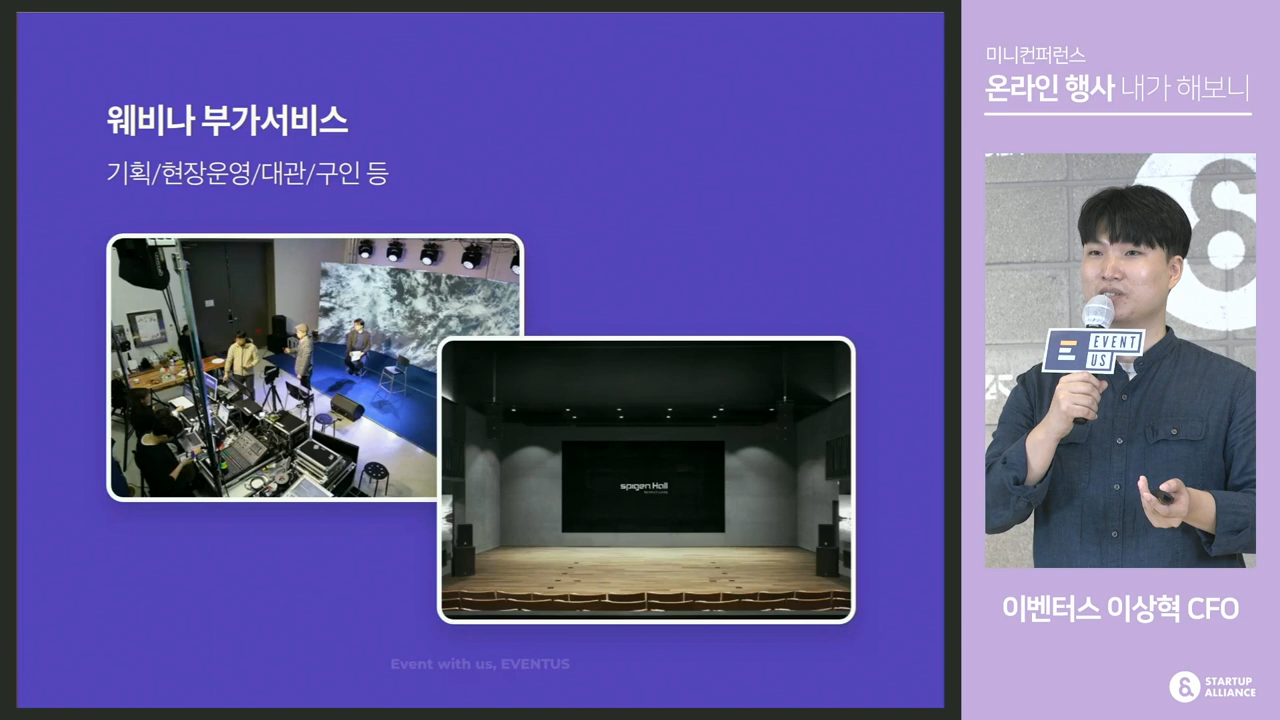 웨비나 부가서비스
기획/현장운영/대관/구인 등
spigen Hall
Event with us, EVENTUS
미니컨퍼런스
온라인 행사 내가 해보니
EVENT
US
이벤터스 이상혁 CFO
STARTUP
ALLIANCE